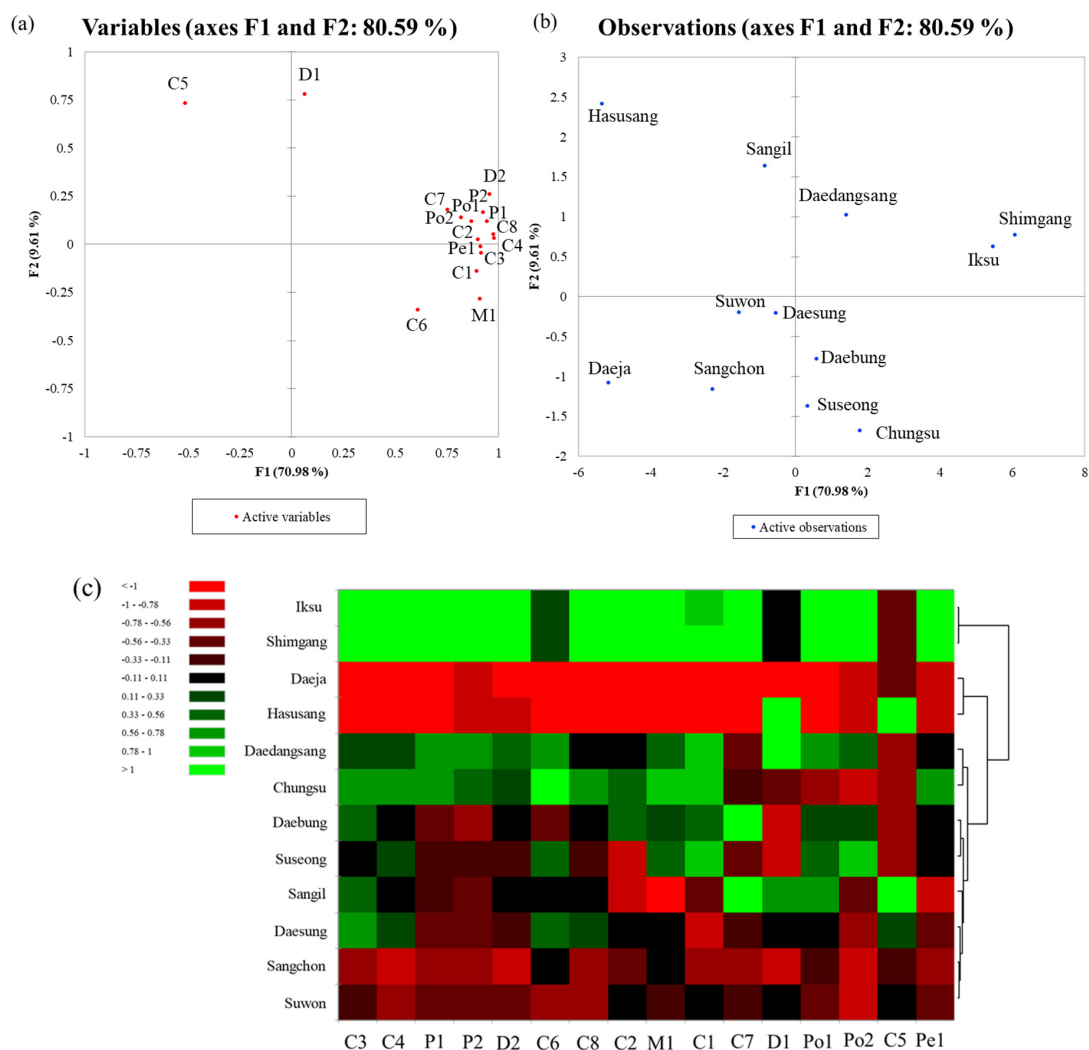 (a)
Variables (axes F1 and F2: 80.59 %)
1
0.75
0.5
0.25
0
-0.25
-0.5
-0.75
-1
F2 (9.61 %)
C5
D1
D2
P2
C7
Po1
P1
Po2
C2
C8
Pe1
C4
C3
C1
C6
M1
-1
-0.75
-0.5
-0.25
0
0.25
0.5
0.75
1
F1 (70.98 %)
Active variables
(b)
Observations (axes F1 and F2: 80.59 %)
3
2.5
2
1.5
1
0.5
0
-0.5
-1
-1.5
-2
F2 (9.61 %)
Hasusang
Sangil
Daedangsang
Shimgang
Iksu
Suwon
Daesung
Daebung
Daeja
Sangchon
Suseong
Chungsu
-6
-4
-2
0
2
4
6
8
F1 (70.98 %)
Active observations
(c)
< -1
-1 - -0.78
-0.78 - -0.56
-0.56 - -0.33
-0.33 - -0.11
-0.11 - 0.11
0.11 - 0.33
0.33 - 0.56
0.56 - 0.78
0.78 - 1
> 1
Iksu
Shimgang
Daeja
Hasusang
Daedangsang
Chungsu
Daebung
Suseong
Sangil
Daesung
Sangchon
Suwon
C3 C4 P1 P2 D2 C6 C8 C2 M1 C1 C7 D1 Po1 Po2 C5 Pe1